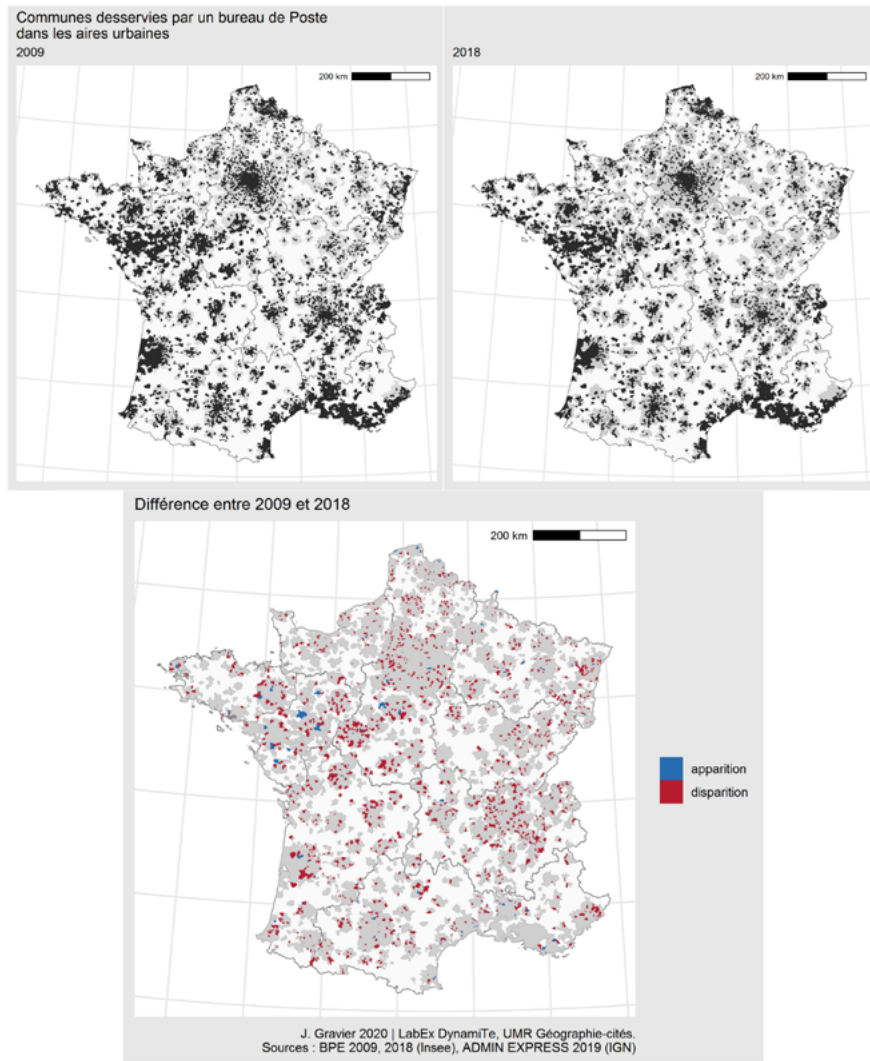 Communes desservies par un bureau de Poste
dans les aires urbaines
2009
200 km
2018
200 km
Différence entre 2009 et 2018
200 km
apparition
disparition
J. Gravier 2020 | LabEx DynamiTe, UMR Géographie-cités.
Sources : BPE 2009, 2018 (Insee), ADMIN EXPRESS 2019 (IGN)